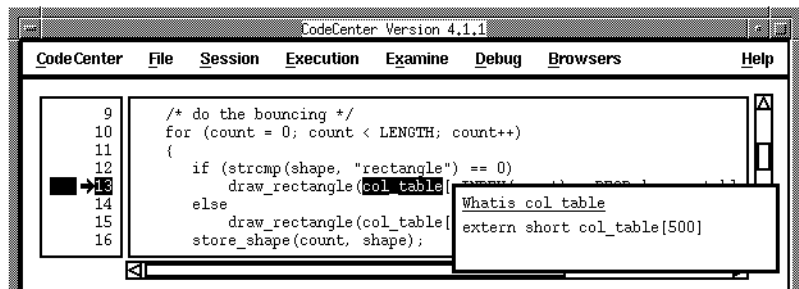 CodeCenter Version 4.1.1
CodeCenter File Session Execution Examine Debug Browsers Help
9 /* do the bouncing */
10 for (count = 0; count < LENGTH; count++)
11 {
12 if (strcmp(shape, "rectangle") == 0)
13 draw_rectangle(col_table[
14 else
15 draw_rectangle(col_table[
16 store_shape(count, shape);
Whatis col table
extern short col_table[500]